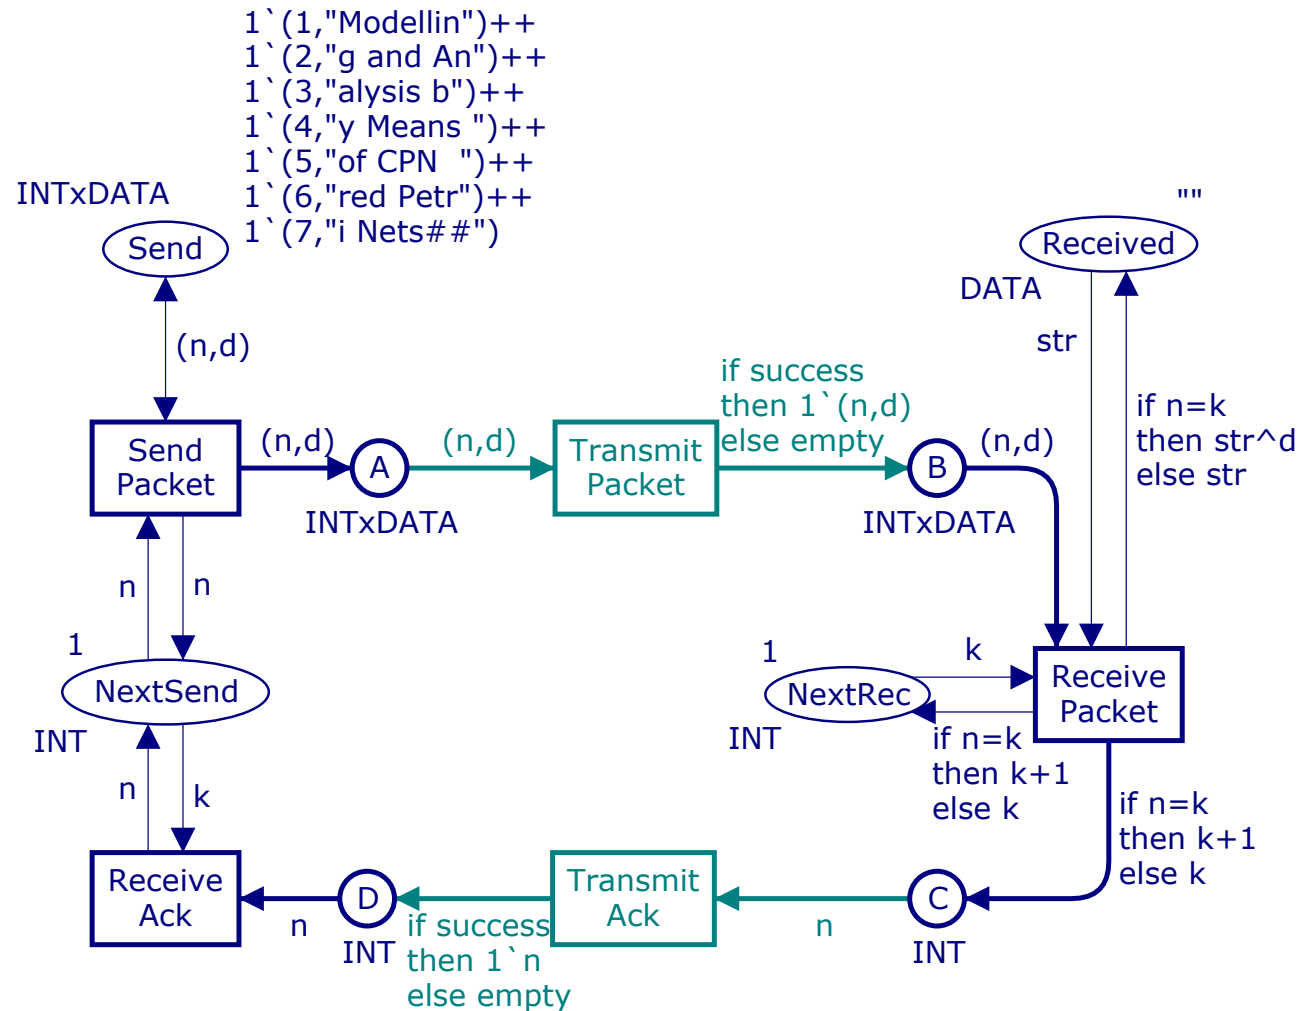 1`(1,"Modellin")++
1`(2,"g and An")++
1`(3,"alysis b")++
1`(4,"y Means ")++
1`(5,"of CPN  ")++
1`(6,"red Petr")++
1`(7,"i Nets##")
INTxDATA
Send
(n,d)
""
Received
DATA
str
if n=k
then str^d
else str
Send
Packet
(n,d)
A
INTxDATA
(n,d)
Transmit
Packet
if success
then 1`(n,d)
else empty
B
INTxDATA
(n,d)
n
n
1
NextSend
INT
1
NextRec
INT
k
if n=k
then k+1
else k
Receive
Packet
if n=k
then k+1
else k
n
k
Receive
Ack
n
D
INT
if success
then 1`n
else empty
Transmit
Ack
n
C
INT